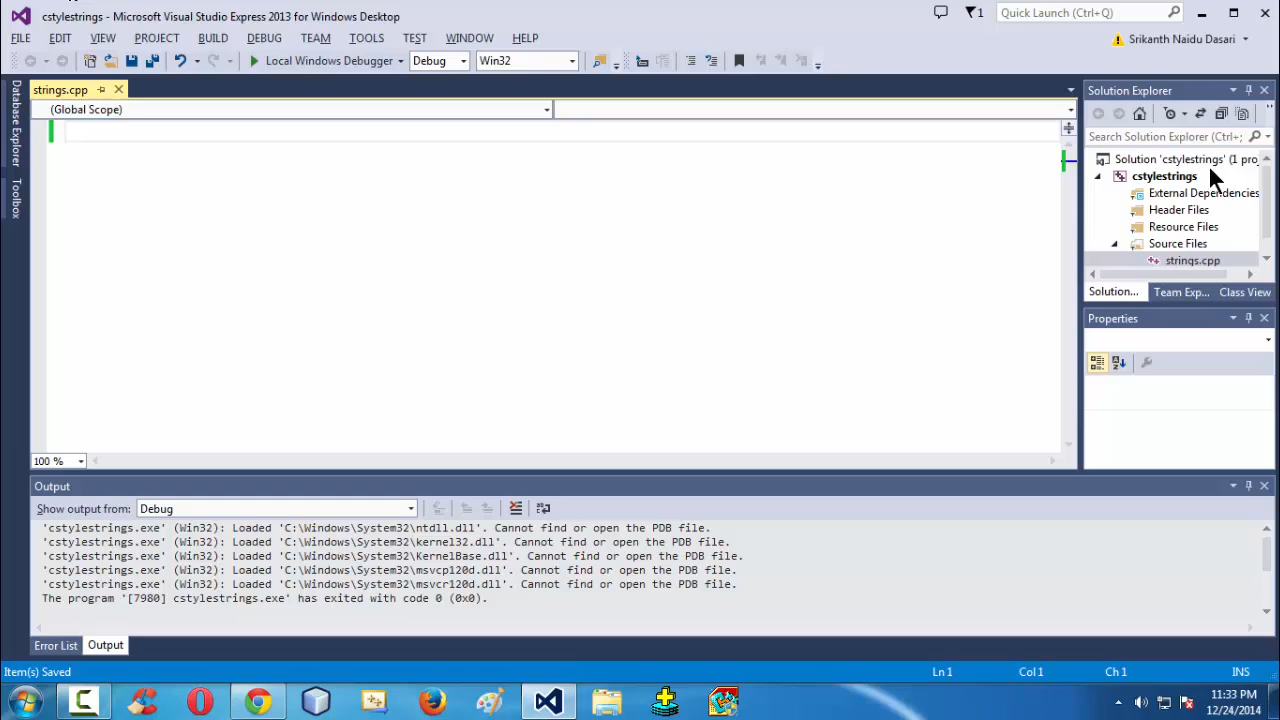 cstylestrings - Microsoft Visual Studio Express 2013 for Windows Desktop
1
Quick Launch (Ctrl+Q)
FILE EDIT VIEW PROJECT BUILD DEBUG TEAM TOOLS TEST WINDOW HELP
Srikanth Naidu Dasari
Local Windows Debugger
Debug
Win32
Database Explorer
Toolbox
strings.cpp
(Global Scope)
100 %
Solution Explorer
Search Solution Explorer (Ctrl+;
Solution 'cstylestrings' (1 pro
cstylestrings
External Dependencies
Header Files
Resource Files
Source Files
strings.cpp
Solution... Team Exp... Class View
Properties
Output
Show output from: Debug
'cstylestrings.exe' (Win32): Loaded 'C:\Windows\System32\ntdll.dll'. Cannot find or open the PDB file.
'cstylestrings.exe' (Win32): Loaded 'C:\Windows\System32\kernel32.dll'. Cannot find or open the PDB file.
'cstylestrings.exe' (Win32): Loaded 'C:\Windows\System32\KernelBase.dll'. Cannot find or open the PDB file.
'cstylestrings.exe' (Win32): Loaded 'C:\Windows\System32\msvcp120d.dll'. Cannot find or open the PDB file.
'cstylestrings.exe' (Win32): Loaded 'C:\Windows\System32\msvcr120d.dll'. Cannot find or open the PDB file.
The program '[7980] cstylestrings.exe' has exited with code 0 (0x0).
Error List Output
Item(s) Saved
Ln 1 Col 1 Ch 1 INS
11:33 PM
12/24/2014